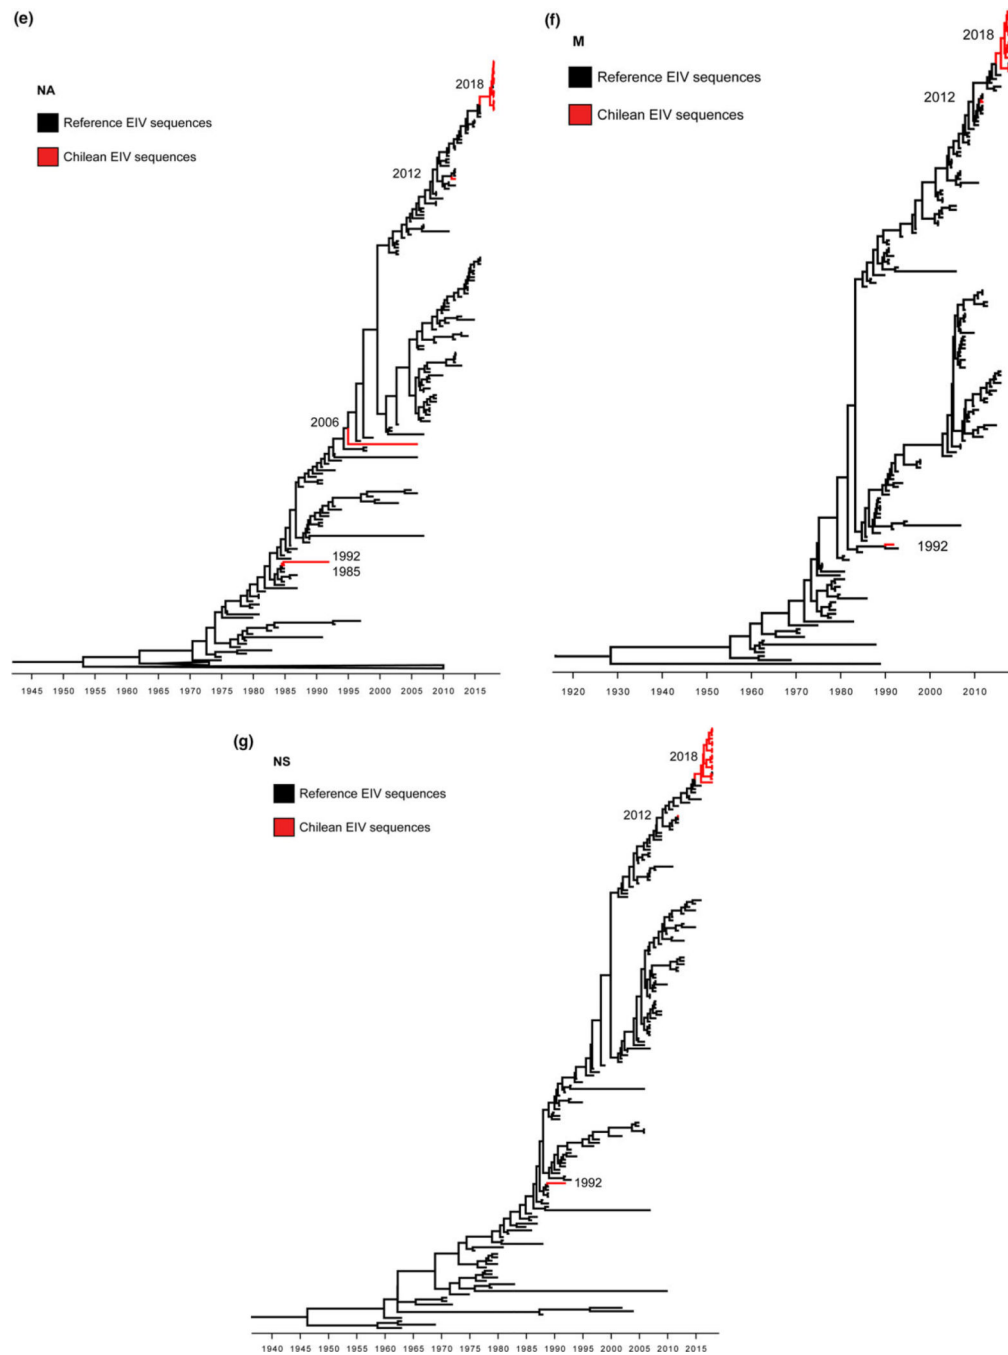 (e)
NA
Reference EIV sequences
Chilean EIV sequences
2018
2012
2006
1992
1985
1945 1950 1955 1960 1965 1970 1975 1980 1985 1990 1995 2000 2005 2010 2015
(f)
M
Reference EIV sequences
Chilean EIV sequences
2018
2012
1992
1920 1930 1940 1950 1960 1970 1980 1990 2000 2010
(g)
NS
Reference EIV sequences
Chilean EIV sequences
2018
2012
1992
1940 1945 1950 1955 1960 1965 1970 1975 1980 1985 1990 1995 2000 2005 2010 2015